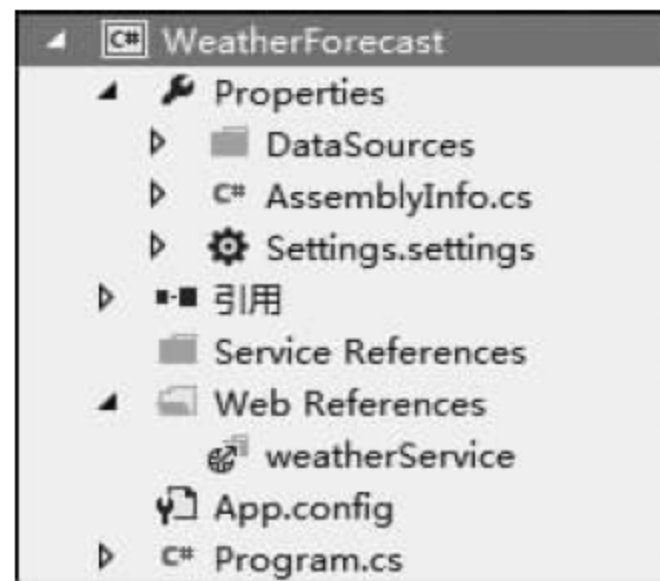 C# WeatherForecast
Properties
DataSources
C# AssemblyInfo.cs
Settings.settings
引用
Service References
Web References
weatherService
App.config
C# Program.cs